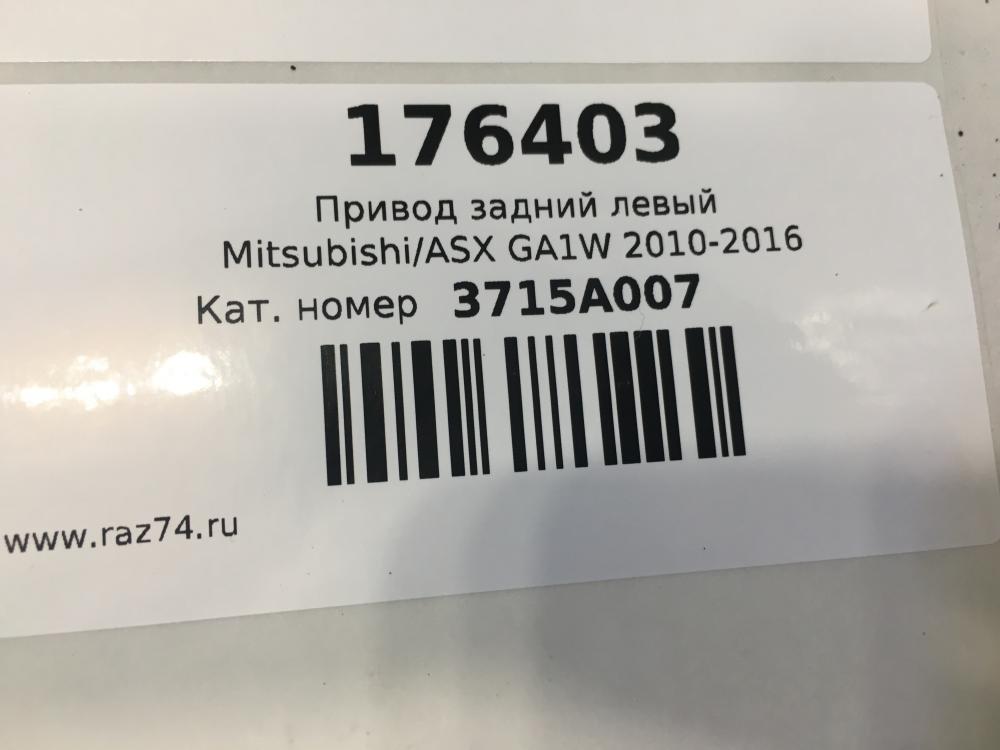 176403
Привод задний левый
Mitsubishi/ASX GA1W 2010-2016
Кат. номер 3715A007
www.raz74.ru